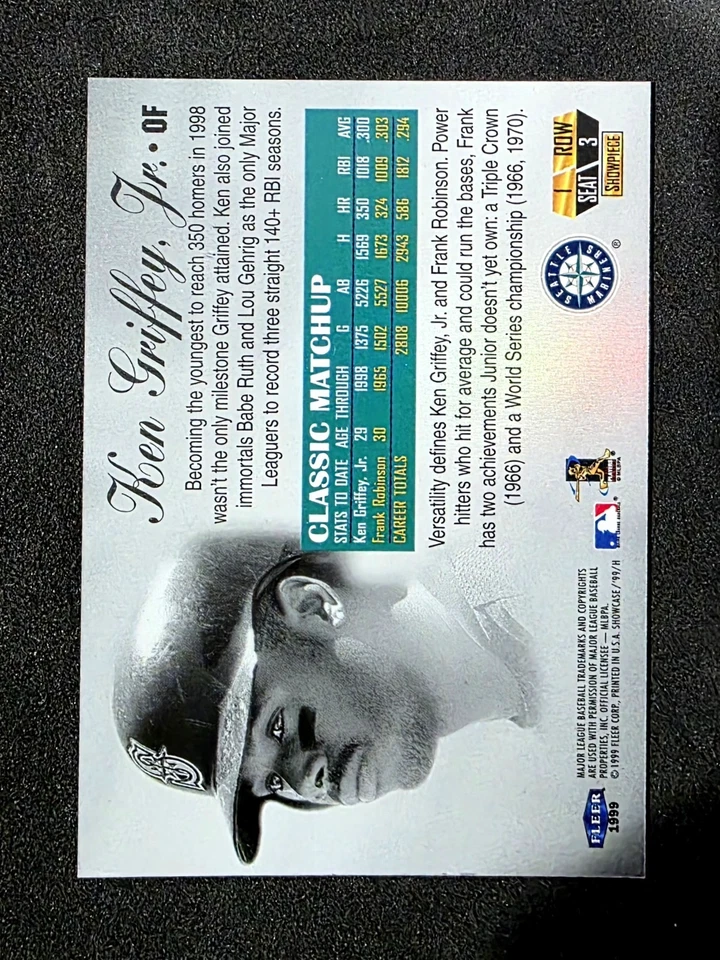 Ken Griffey, Jr. • OF
Becoming the youngest to reach 350 homers in 1998
wasn't the only milestone Griffey attained. Ken also joined
immortals Babe Ruth and Lou Gehrig as the only Major
Leaguers to record three straight 140+ RBI seasons.
CLASSIC MATCHUP
STATS TO DATE AGE THROUGH G AB H HR RBI AVG
Ken Griffey, Jr. 29 1998 1375 5226 1569 350 1018 .300
Frank Robinson 30 1965 1502 5527 1673 324 1009 .303
CAREER TOTALS 2808 10006 2943 586 1812 .294
Versatility defines Ken Griffey, Jr. and Frank Robinson. Power
hitters who hit for average and could run the bases, Frank
has two achievements Junior doesn't yet own: a Triple Crown
(1966) and a World Series championship (1966, 1970).
1 ROW
SEAT 3
SHOWPIECE
SEATTLE
MARINERS
®
MAJOR LEAGUE BASEBALL TRADEMARKS AND COPYRIGHTS
ARE USED WITH PERMISSION OF MAJOR LEAGUE BASEBALL
PROPERTIES, INC. OFFICIAL LICENSEE — MLBPA.
© 1999 FLEER CORP., PRINTED IN U.S.A. SHOWCASE/'99/H
FLEER
1999